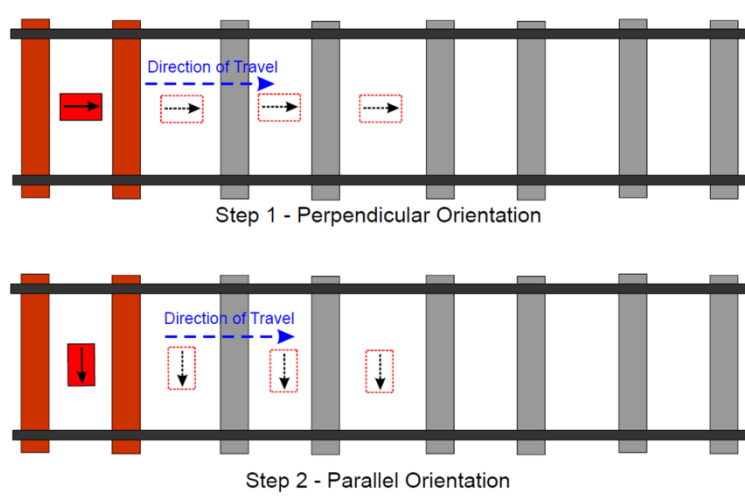 Direction of Travel
Step 1 - Perpendicular Orientation
Direction of Travel
Step 2 - Parallel Orientation